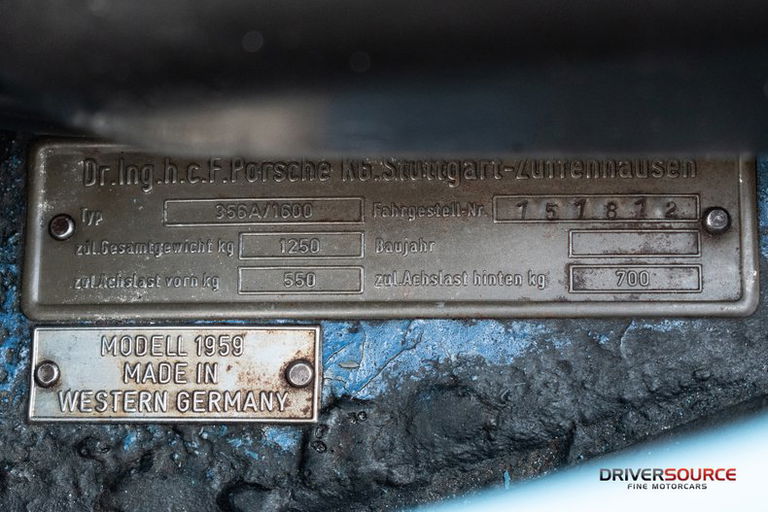 Dr.Ing.h.c.F.Porsche KG.Stuttgart-Zuffenhausen
Typ 356A/1600 Fahrgestell-Nr. 151812
zul.Gesamtgewicht kg 1250 Baujahr
zul.Achslast vorn kg 550 zul.Achslast hinten kg 700
MODELL 1959
MADE IN
WESTERN GERMANY
DRIVERSOURCE
FINE MOTORCARS